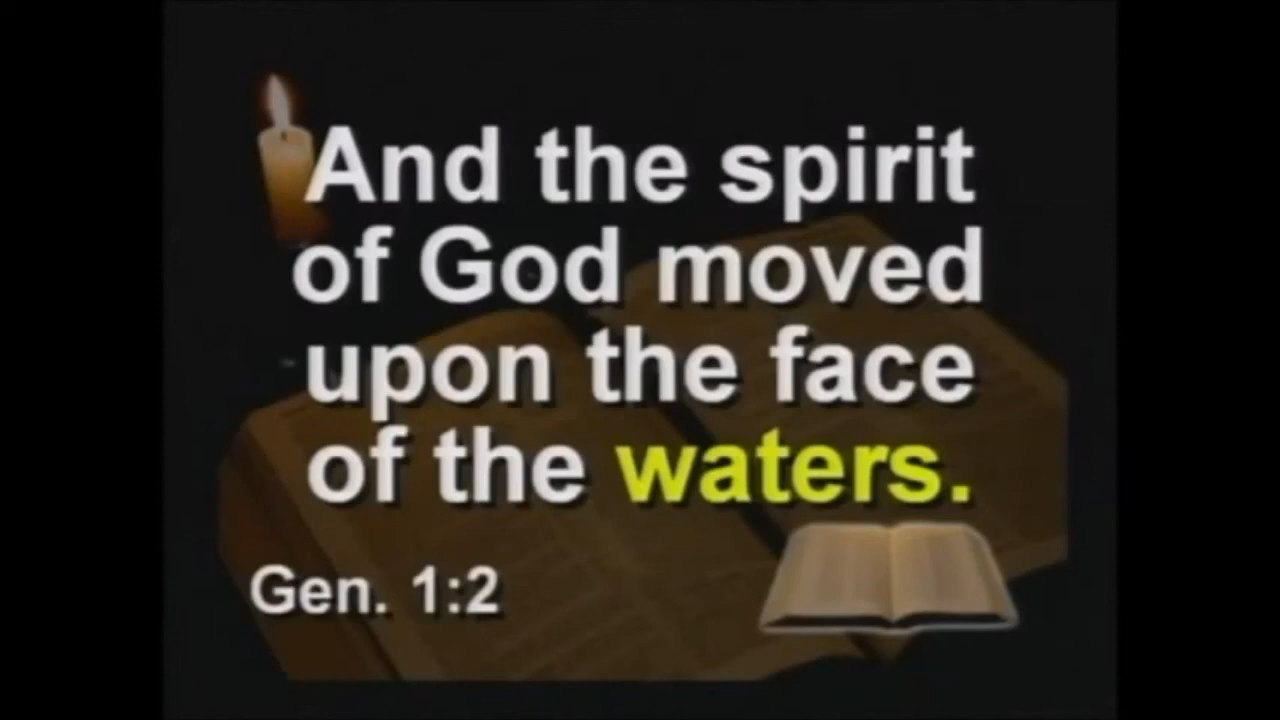 And the spirit
of God moved
upon the face
of the waters.
Gen. 1:2